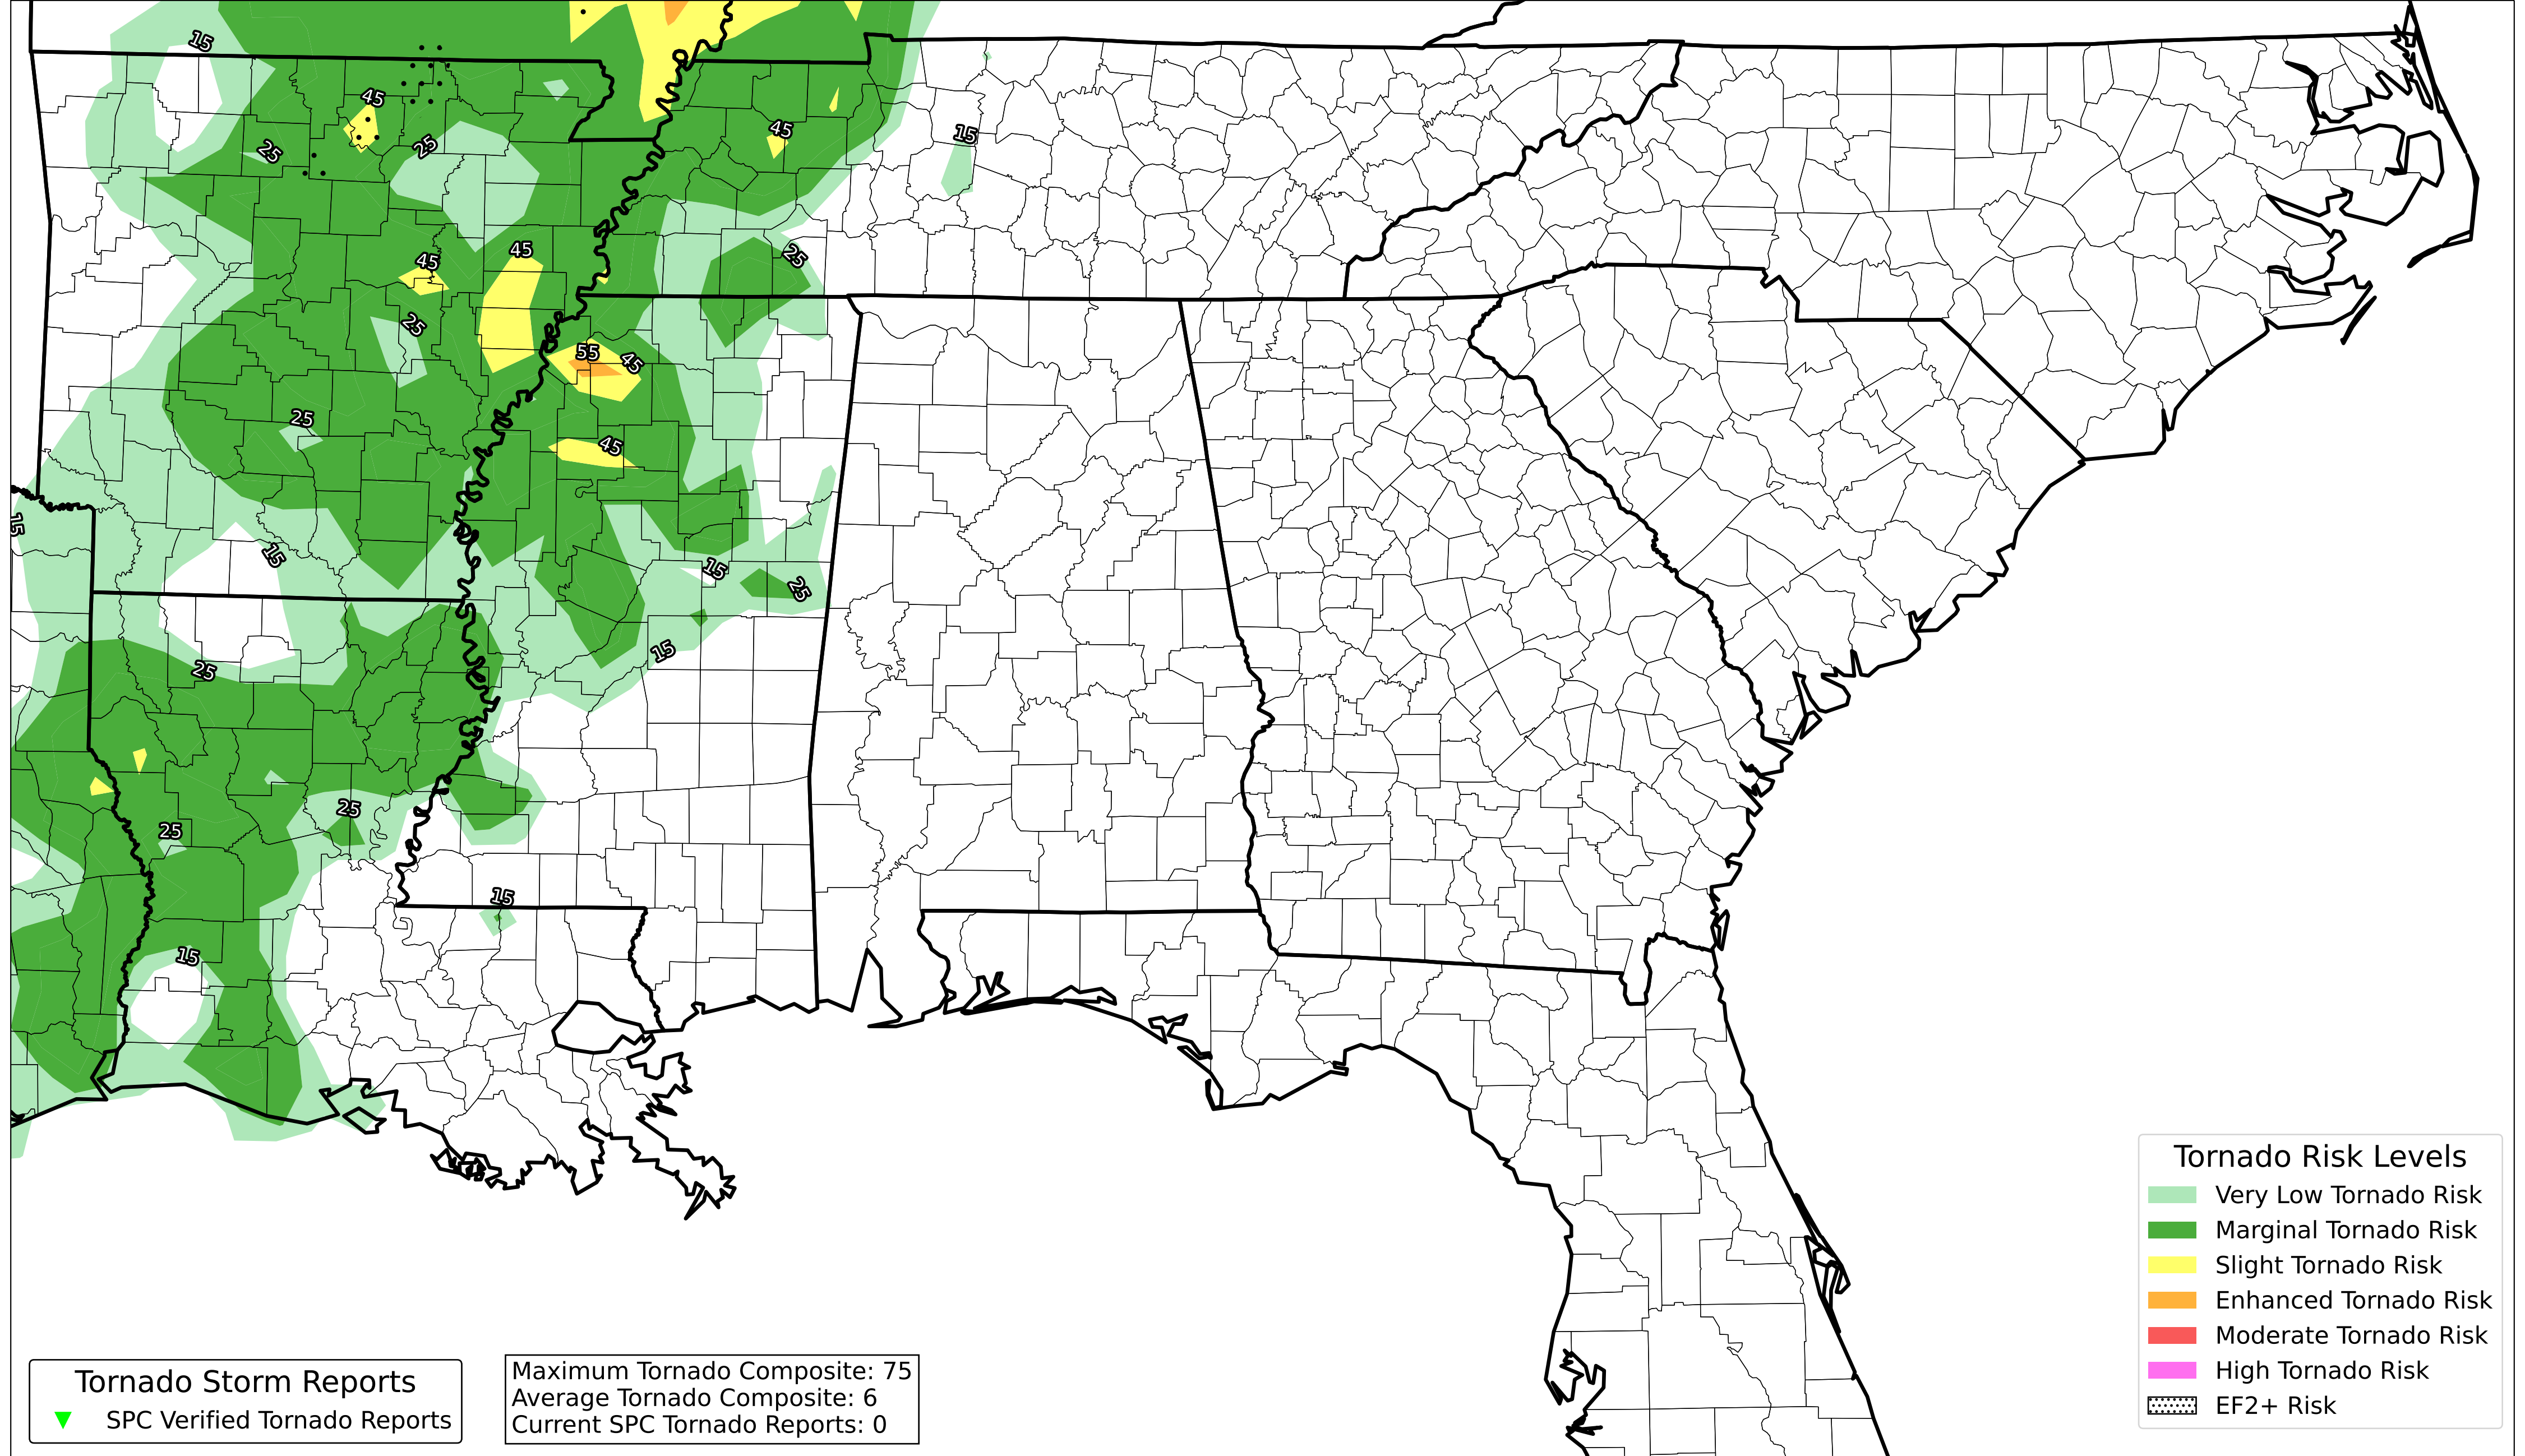 15
45
45
15
25
25
45
25
45
25
55
45
25
45
15
15
15
25
15
25
25
25
15
15
Tornado Risk Levels
Very Low Tornado Risk
Marginal Tornado Risk
Slight Tornado Risk
Enhanced Tornado Risk
Moderate Tornado Risk
High Tornado Risk
EF2+ Risk
Tornado Storm Reports
SPC Verified Tornado Reports
Maximum Tornado Composite: 75
Average Tornado Composite: 6
Current SPC Tornado Reports: 0